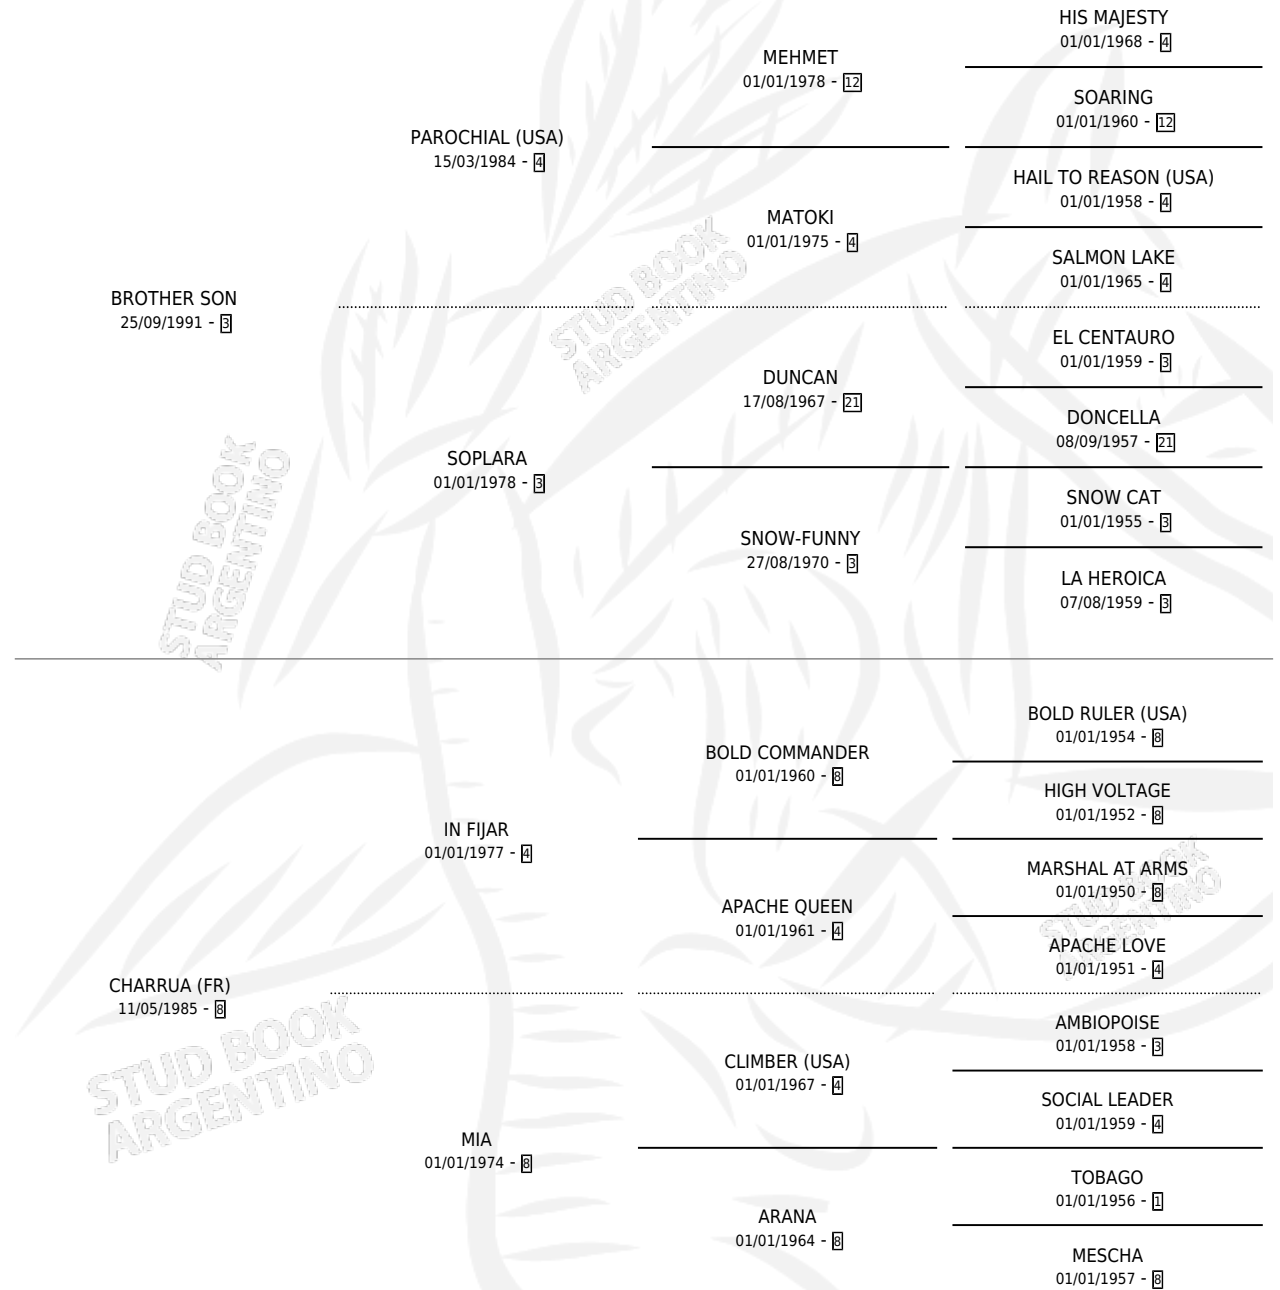 HIS MAJESTY
01/01/1968 - 4
MEHMET
01/01/1978 - 12
SOARING
01/01/1960 - 12
PAROCHIAL (USA)
15/03/1984 - 4
HAIL TO REASON (USA)
01/01/1958 - 4
MATOKI
01/01/1975 - 4
SALMON LAKE
01/01/1965 - 4
BROTHER SON
25/09/1991 - 3
STUD BOOK
ARGENTINO
EL CENTAURO
01/01/1959 - 3
DUNCAN
17/08/1967 - 21
DONCELLA
08/09/1957 - 21
SOPLARA
01/01/1978 - 3
SNOW CAT
01/01/1955 - 3
SNOW-FUNNY
27/08/1970 - 3
LA HEROICA
07/08/1959 - 3
STUD BOOK
ARGENTINO
BOLD RULER (USA)
01/01/1954 - 8
BOLD COMMANDER
01/01/1960 - 8
HIGH VOLTAGE
01/01/1952 - 8
IN FIJAR
01/01/1977 - 4
MARSHAL AT ARMS
01/01/1950 - 8
APACHE QUEEN
01/01/1961 - 4
STUD BOOK
ARGENTINO
APACHE LOVE
01/01/1951 - 4
CHARRUA (FR)
11/05/1985 - 8
STUD BOOK
ARGENTINO
AMBIOPOISE
01/01/1958 - 3
CLIMBER (USA)
01/01/1967 - 4
SOCIAL LEADER
01/01/1959 - 4
MIA
01/01/1974 - 8
TOBAGO
01/01/1956 - 1
ARANA
01/01/1964 - 8
MESCHA
01/01/1957 - 8